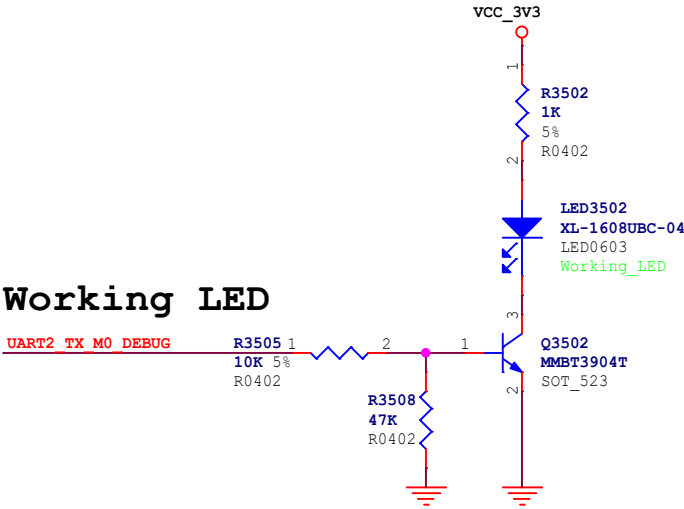 VCC_3V3
1
R3502
1K
5%
R0402
2
LED3502
XL-1608UBC-04
LED0603
Working_LED
Working LED
3
UART2_TX_M0_DEBUG
R3505 1
2
1
Q3502
10K 5%
MMBT3904T
R0402
SOT_523
2
R3508
47K
R0402